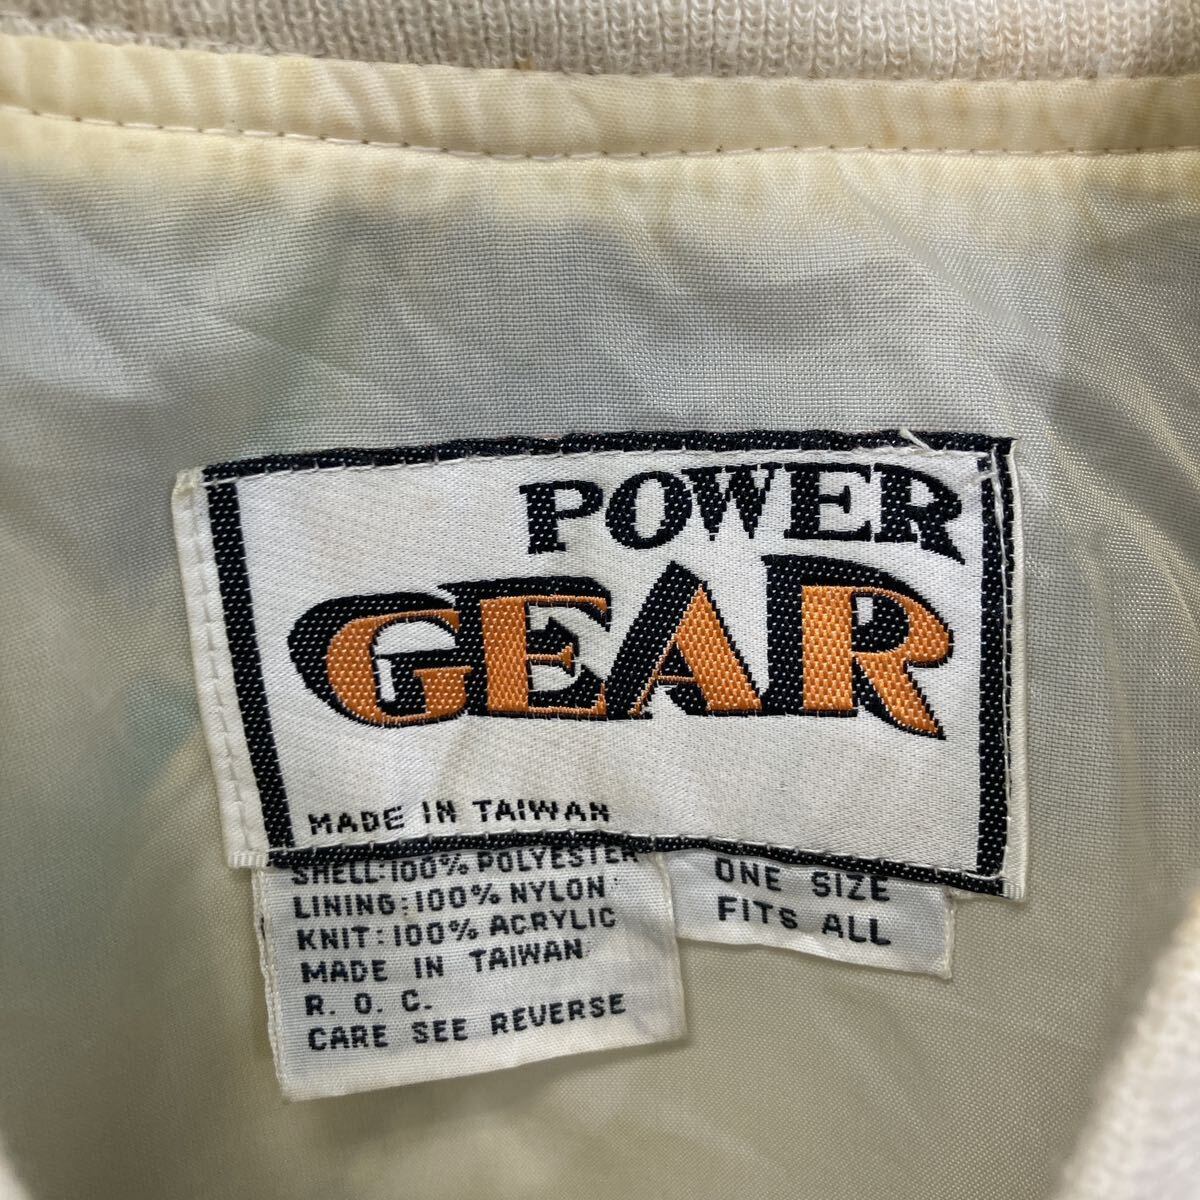 POWER
GEAR
MADE IN TAIWAN
SHELL:100% POLYESTER
LINING:100% NYLON
KNIT:100% ACRYLIC
MADE IN TAIWAN
R. O. C.
CARE SEE REVERSE
ONE SIZE
FITS ALL